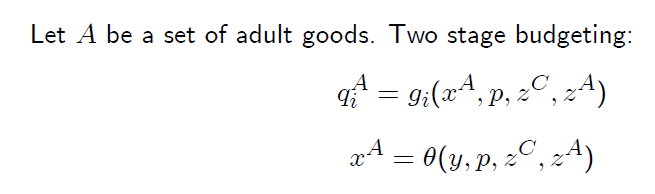 Let A be a set of adult goods. Two stage budgeting:
q_i^A = g_i(x^A, p, z^C, z^A)
x^A = θ(y, p, z^C, z^A)